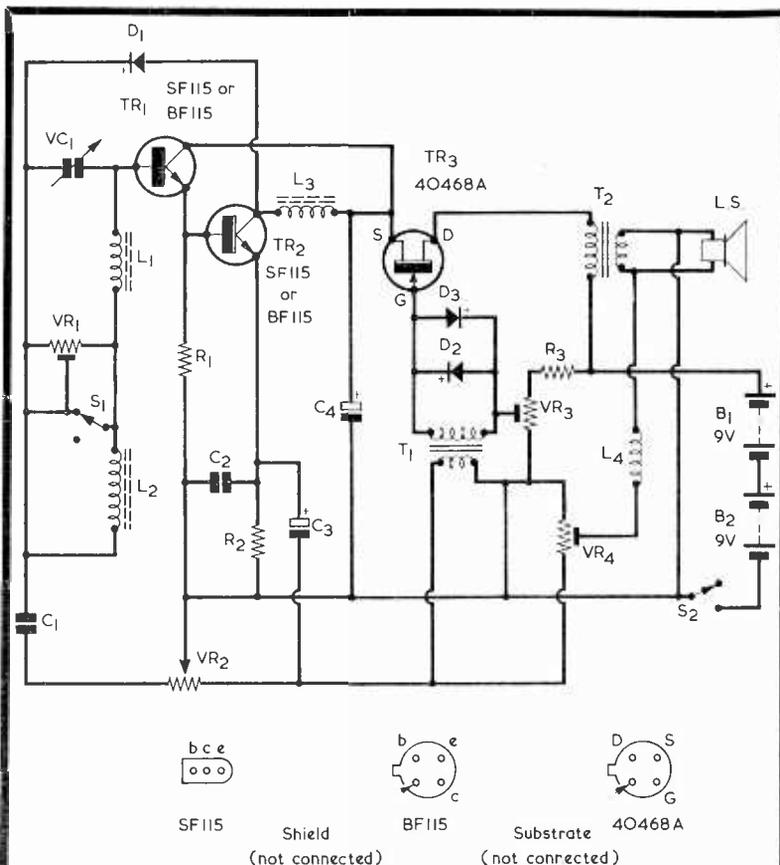 D1
SF115 or
BF115
TR1
VC1
TR3
40468A
L3
T2
L.S.
TR2
SF115
or
BF115
S
D
G
L1
D3
VR1
D2
R3
R1
S1
C4
VR3
B1
9V
T1
L4
L2
C2
C3
B2
9V
R2
VR4
S2
C1
VR2
+
+
+
+
+
+
+
b c e
b
e
c
D
S
G
SF115
BF115
40468A
Shield
(not connected)
Substrate
(not connected)